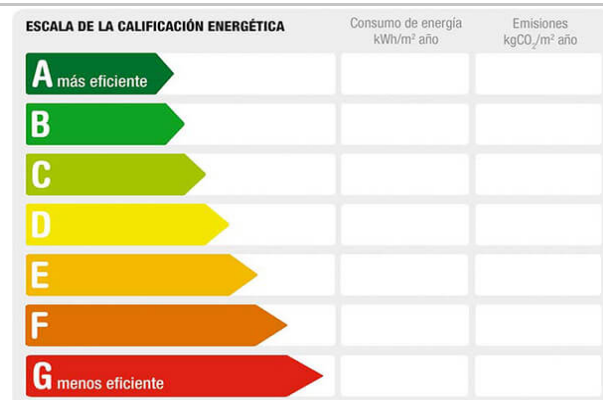 ESCALA DE LA CALIFICACIÓN ENERGÉTICA
Consumo de energía
kWh/m² año
Emisiones
kgCO₂/m² año
A más eficiente
B
C
D
E
F
G menos eficiente